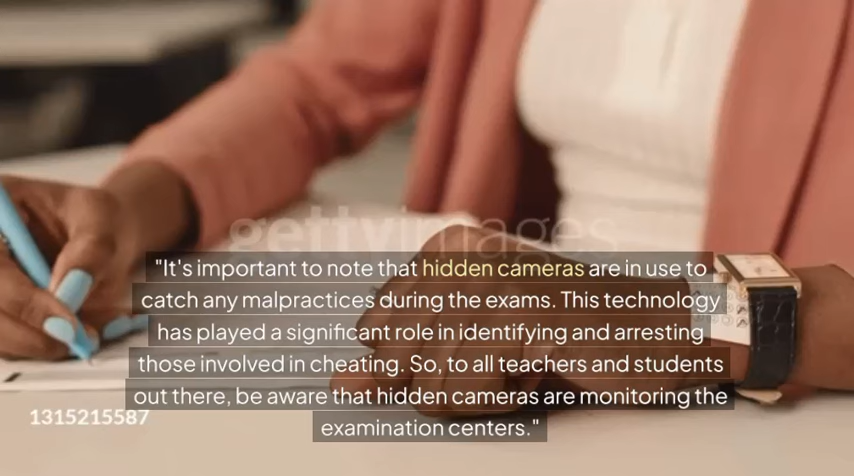 gettyimages
"It's important to note that hidden cameras are in use to
catch any malpractices during the exams. This technology
has played a significant role in identifying and arresting
those involved in cheating. So, to all teachers and students
out there, be aware that hidden cameras are monitoring the
examination centers."
1315215587